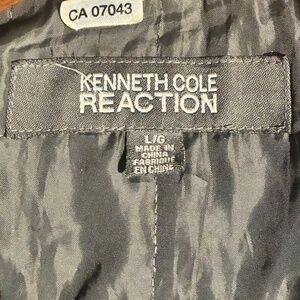 CA 07043
KENNETH COLE
REACTION
L/G
MADE IN
CHINA
FABRIQUÉ
EN CHINE